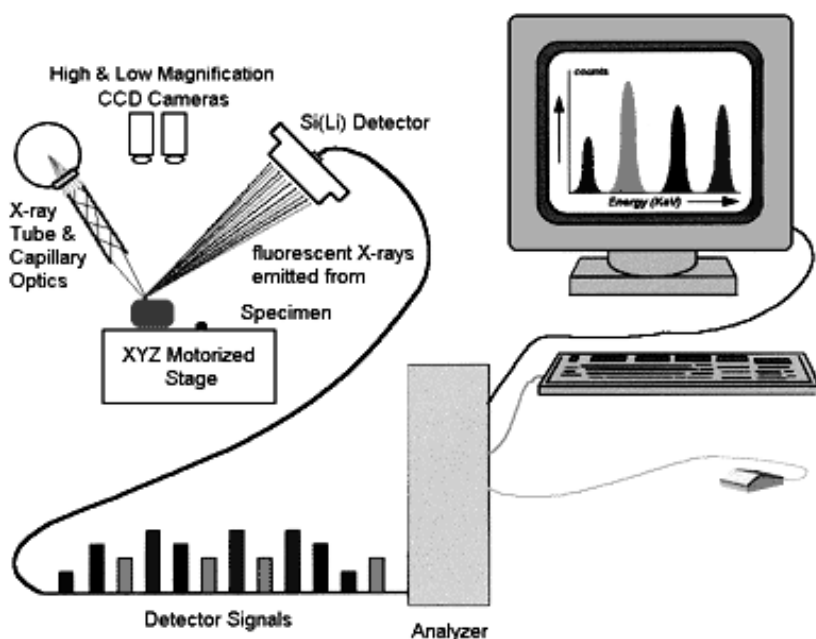 High & Low Magnification
CCD Cameras
Si(Li) Detector
X-ray
Tube &
Capillary
Optics
fluorescent X-rays
emitted from
Specimen
XYZ Motorized
Stage
counts
Energy (KeV)
Detector Signals
Analyzer